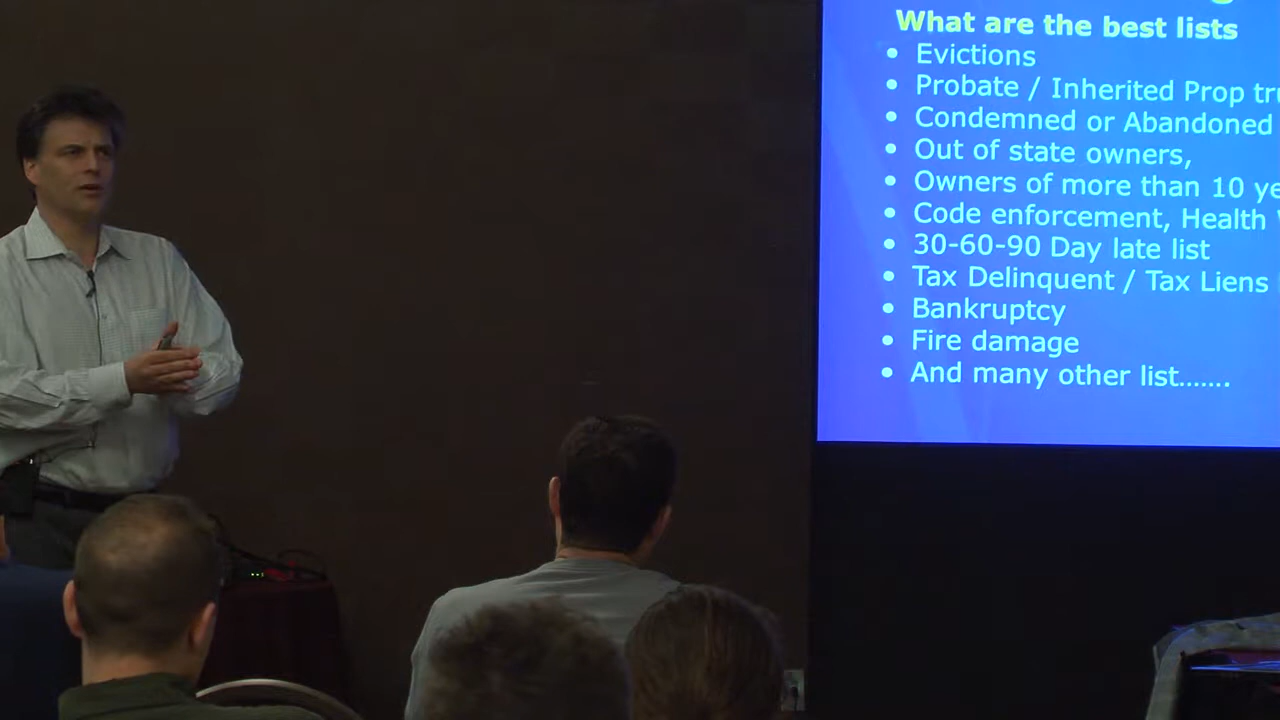 What are the best lists
• Evictions
• Probate / Inherited Prop
• Condemned or Abandoned
• Out of state owners,
• Owners of more than 10
• Code enforcement, Health
• 30-60-90 Day late list
• Tax Delinquent / Tax Liens
• Bankruptcy
• Fire damage
• And many other list.......